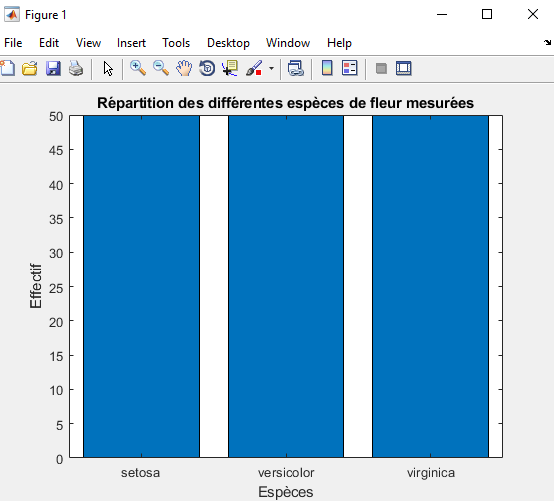 Figure 1
File Edit View Insert Tools Desktop Window Help
Répartition des différentes espèces de fleur mesurées
50
45
40
35
30
25
20
15
10
5
0
Effectif
setosa versicolor virginica
Espèces